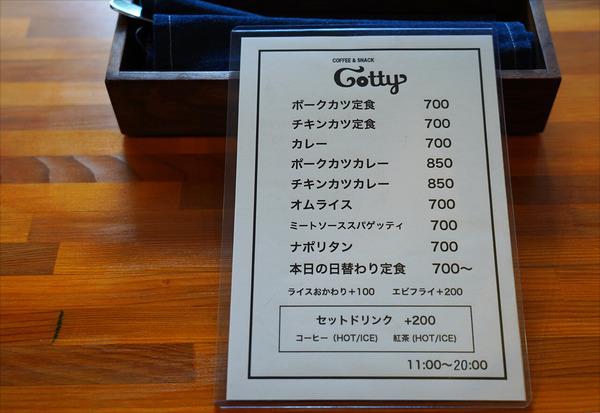 COFFEE & SNACK
Cotty
ポークカツ定食 700
チキンカツ定食 700
カレー 700
ポークカツカレー 850
チキンカツカレー 850
オムライス 700
ミートソーススパゲッティ 700
ナポリタン 700
本日の日替わり定食 700〜
ライスおかわり+100 エビフライ+200
セットドリンク +200
コーヒー (HOT/ICE) 紅茶 (HOT/ICE)
11:00〜20:00